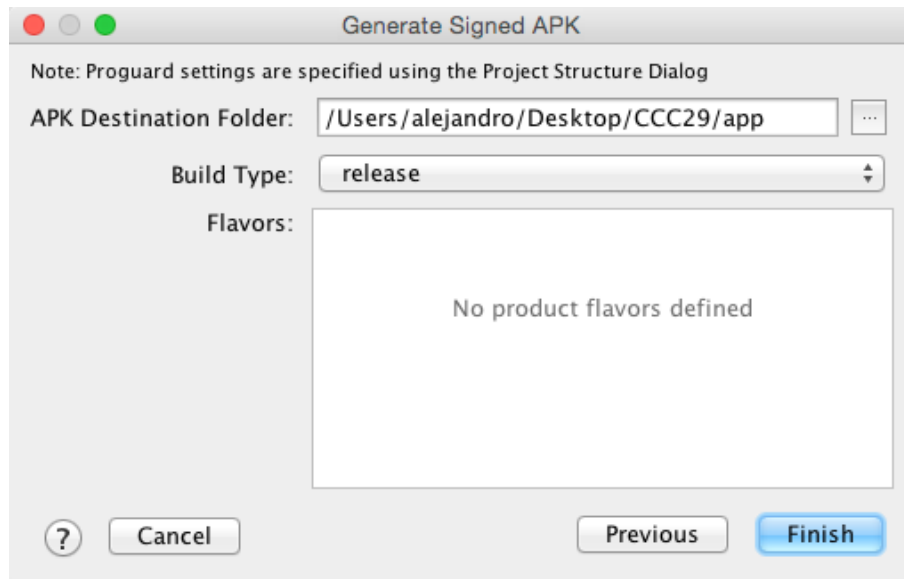 Generate Signed APK
Note: Proguard settings are specified using the Project Structure Dialog
APK Destination Folder: /Users/alejandro/Desktop/CCC29/app ...
Build Type: release
Flavors:
No product flavors defined
? Cancel Previous Finish